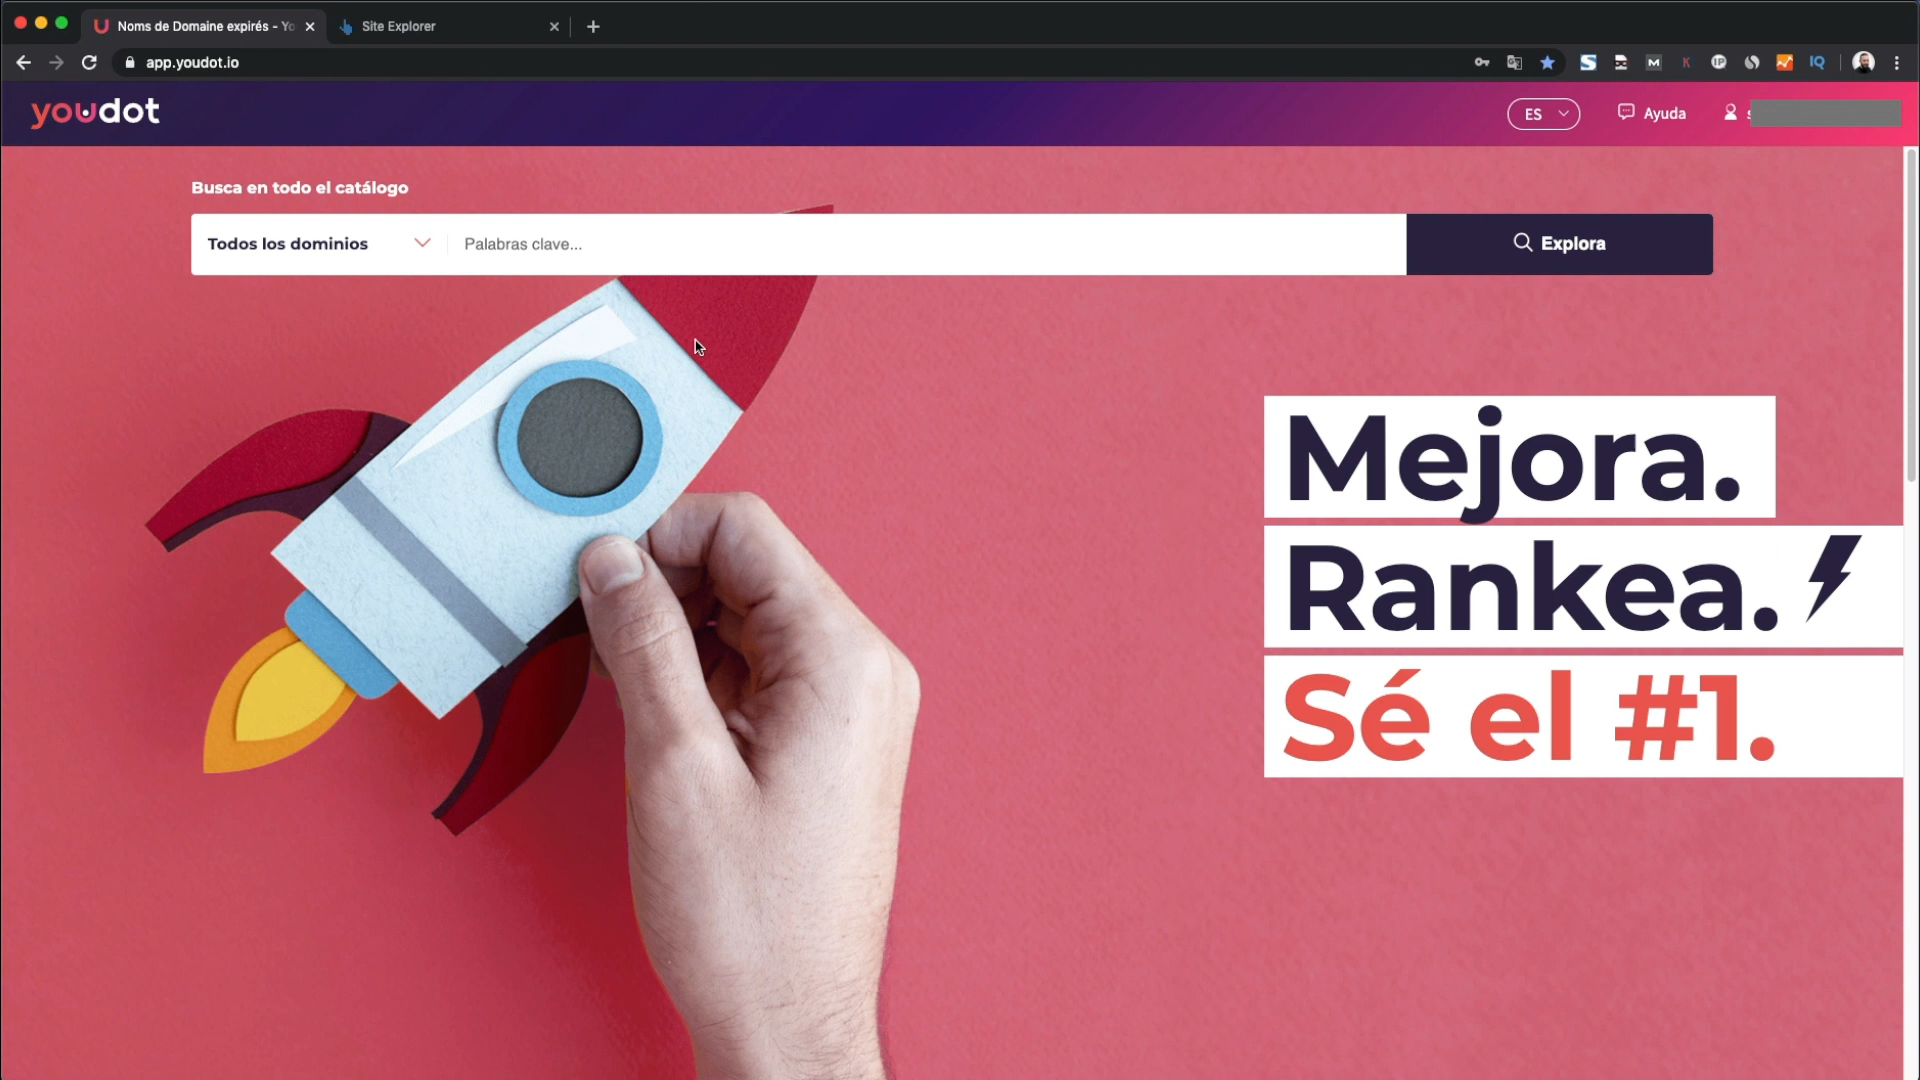 Noms de Domaine expirés - Yo
Site Explorer
app.youdot.io
youdot
ES
Ayuda
s
Busca en todo el catálogo
Todos los dominios
Palabras clave...
Explora
Mejora.
Rankea.
Sé el #1.